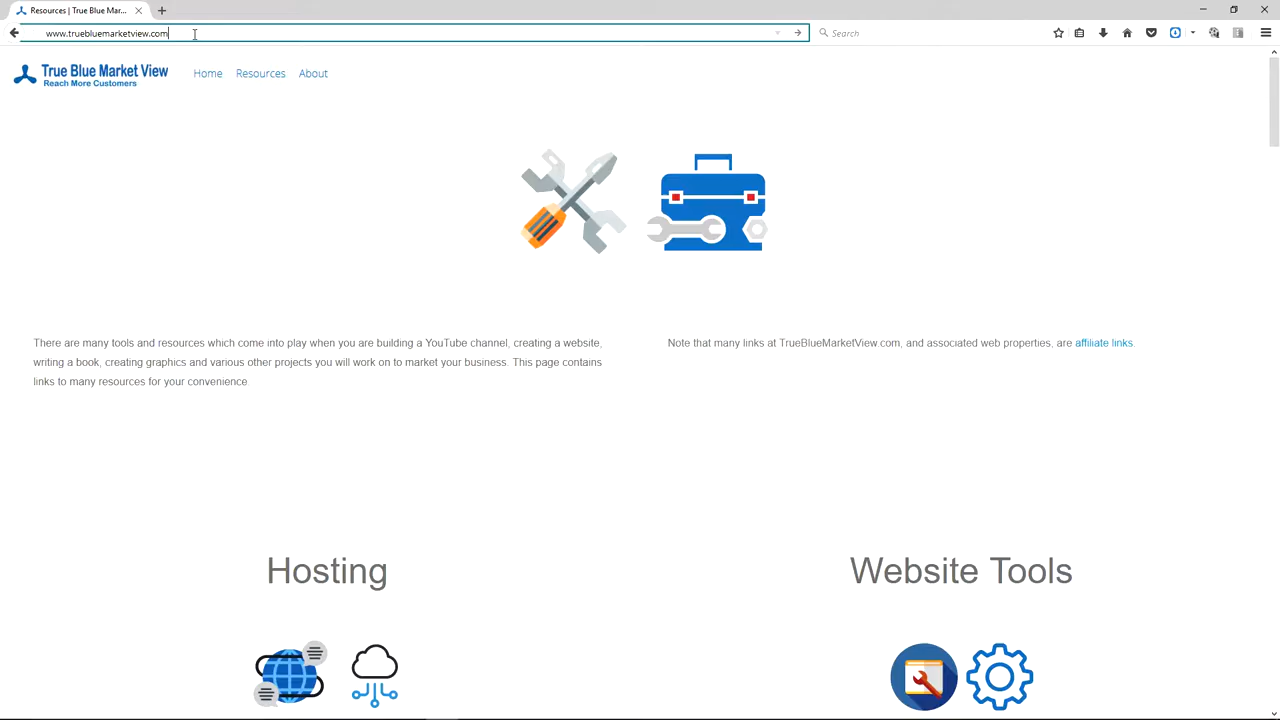 Resources | True Blue Mar...
www.truebluemarketview.com
Search
True Blue Market View
Reach More Customers
Home
Resources
About
There are many tools and resources which come into play when you are building a YouTube channel, creating a website,
writing a book, creating graphics and various other projects you will work on to market your business. This page contains
links to many resources for your convenience.
Note that many links at TrueBlueMarketView.com, and associated web properties, are affiliate links.
Hosting
Website Tools